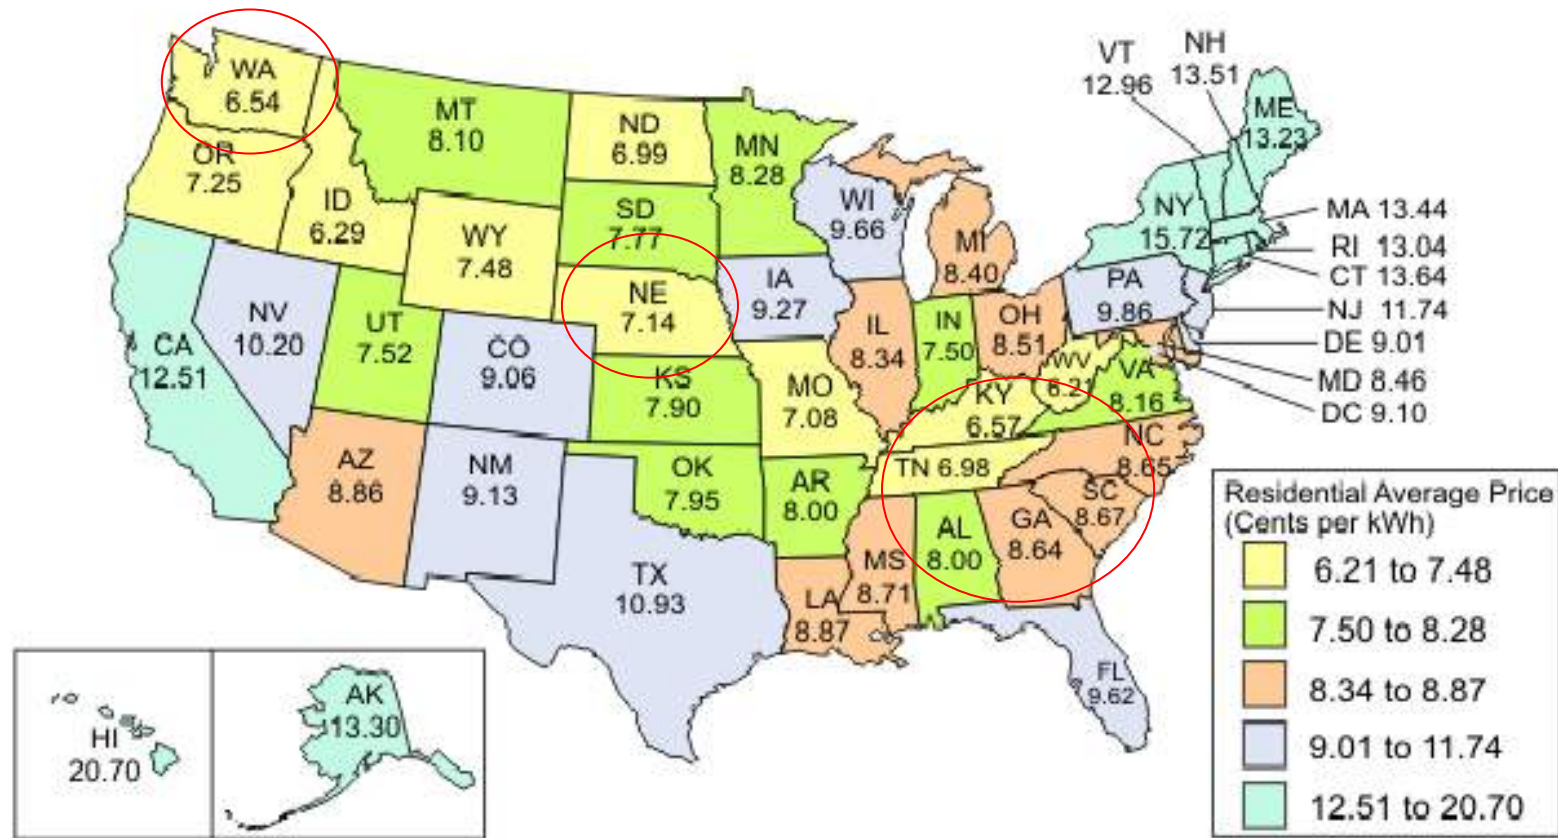 WA
6.54
OR
7.25
ID
6.29
MT
8.10
WY
7.48
ND
6.99
SD
7.77
NE
7.14
MN
8.28
WI
9.66
IA
9.27
MI
8.40
VT
12.96
NH
13.51
ME
13.23
NY
15.72
MA 13.44
RI 13.04
CT 13.64
NJ 11.74
DE 9.01
MD 8.46
DC 9.10
PA
9.86
CA
12.51
NV
10.20
UT
7.52
CO
9.06
KS
7.90
MO
7.08
IL
8.34
IN
7.50
OH
8.51
WV
6.21
VA
8.16
KY
6.57
TN 6.98
NC
8.65
SC
8.67
AZ
8.86
NM
9.13
OK
7.95
AR
8.00
TX
10.93
LA
8.87
MS
8.71
AL
8.00
GA
8.64
FL
9.62
HI
20.70
AK
13.30
Residential Average Price
(Cents per kWh)
6.21 to 7.48
7.50 to 8.28
8.34 to 8.87
9.01 to 11.74
12.51 to 20.70